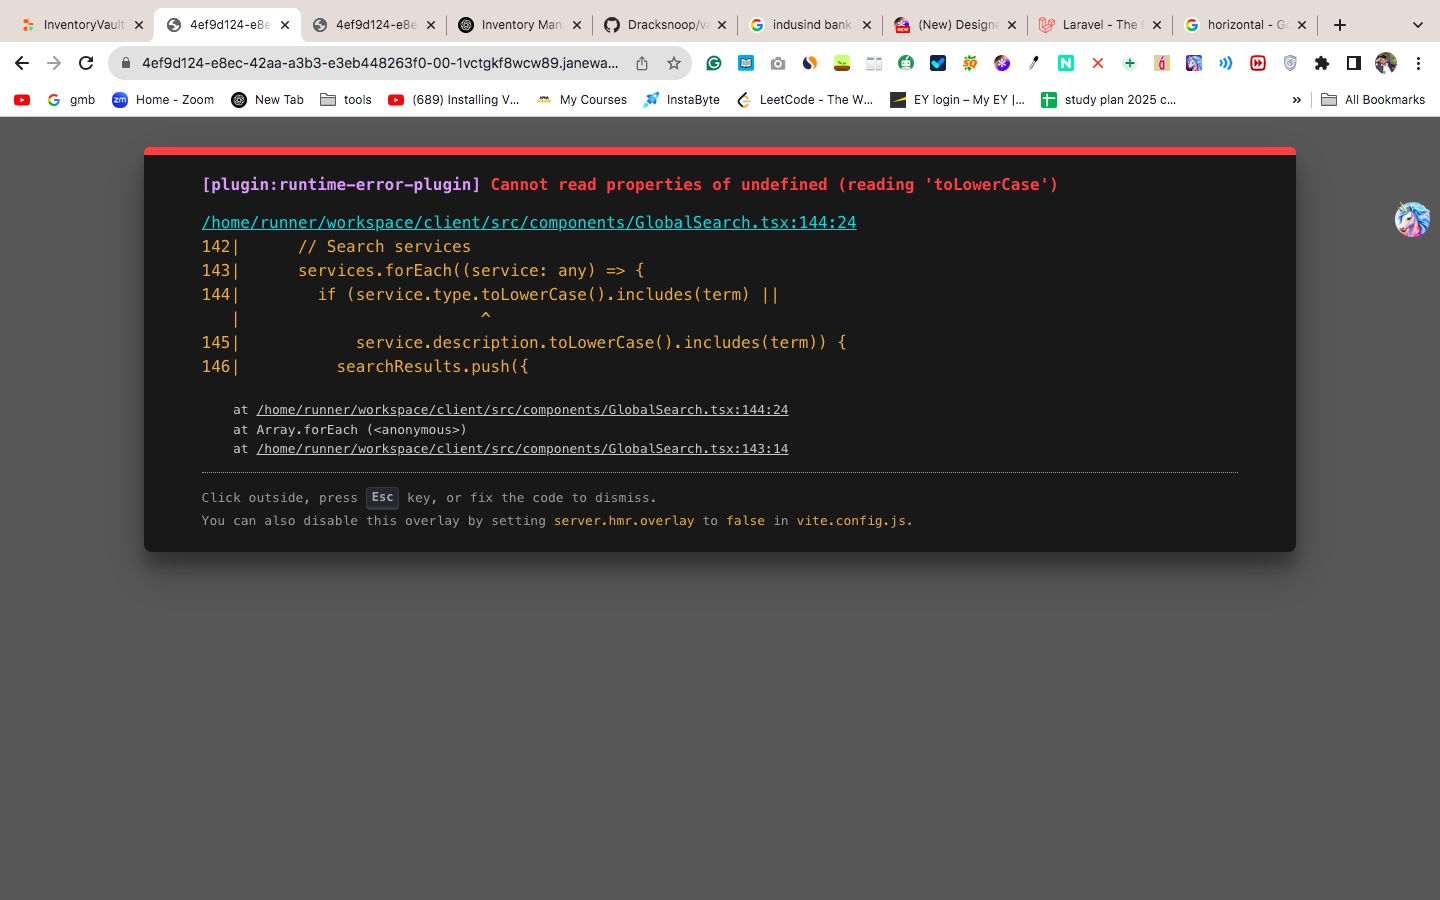 InventoryVault
4ef9d124-e8e
4ef9d124-e8e
Inventory Man
Dracksnoop/va
indusind bank
(New) Designe
Laravel - The
horizontal - Go
4ef9d124-e8ec-42aa-a3b3-e3eb448263f0-00-1vctgkf8wcw89.janewa...
gmb
Home - Zoom
New Tab
tools
(689) Installing V...
My Courses
InstaByte
LeetCode - The W...
EY login – My EY |...
study plan 2025 c...
»
All Bookmarks
[plugin:runtime-error-plugin] Cannot read properties of undefined (reading 'toLowerCase')
/home/runner/workspace/client/src/components/GlobalSearch.tsx:144:24
142|      // Search services
143|      services.forEach((service: any) => {
144|        if (service.type.toLowerCase().includes(term) ||
   |                         ^
145|            service.description.toLowerCase().includes(term)) {
146|          searchResults.push({
at /home/runner/workspace/client/src/components/GlobalSearch.tsx:144:24
at Array.forEach (<anonymous>)
at /home/runner/workspace/client/src/components/GlobalSearch.tsx:143:14
Click outside, press Esc key, or fix the code to dismiss.
You can also disable this overlay by setting server.hmr.overlay to false in vite.config.js.